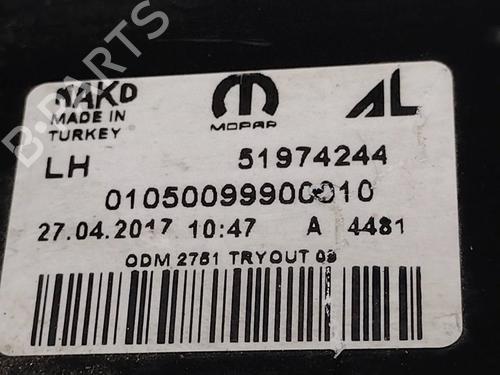 MAKO
MADE IN
TURKEY
MOPAR
AL
LH 51974244
01050099900010
27.04.2017 10:47 A 4481
ODM 2751 TRYOUT 03
B-PARTS